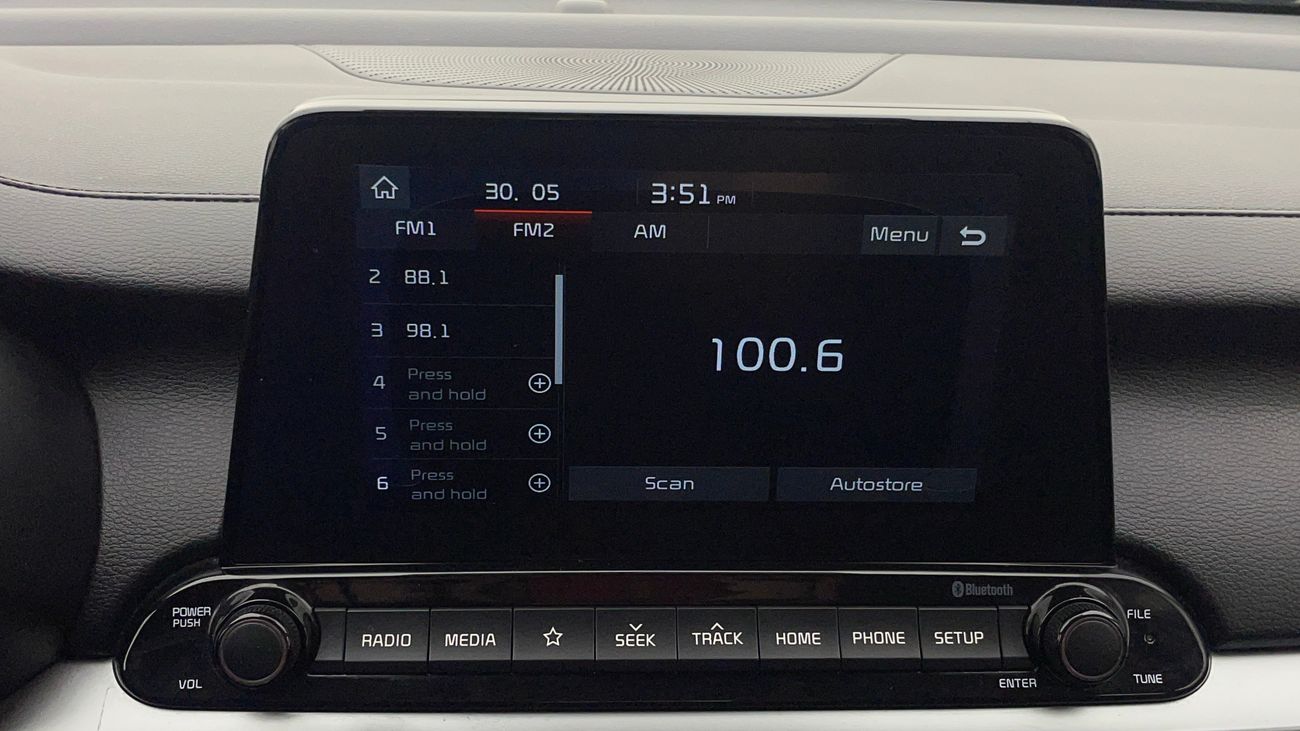 30. 05 3:51 PM
FM1 FM2 AM Menu
2 88.1
3 98.1
100.6
4 Press
and hold
5 Press
and hold
6 Press
and hold
Scan Autostore
Bluetooth
POWER
PUSH
VOL
RADIO MEDIA SEEK TRACK HOME PHONE SETUP
FILE
ENTER TUNE